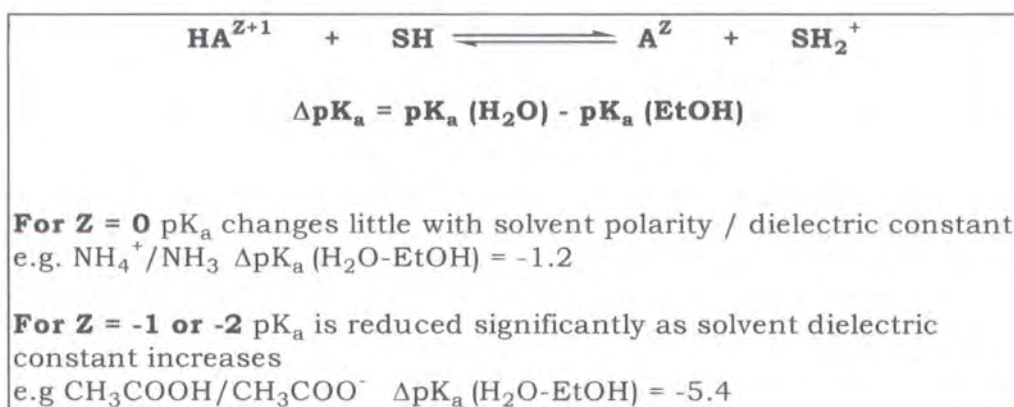 HA^{Z+1} + SH ⇌ A^{Z} + SH₂⁺
ΔpKₐ = pKₐ (H₂O) - pKₐ (EtOH)
For Z = 0 pKₐ changes little with solvent polarity / dielectric constant
e.g. NH₄⁺/NH₃ ΔpKₐ (H₂O-EtOH) = -1.2
For Z = -1 or -2 pKₐ is reduced significantly as solvent dielectric
constant increases
e.g CH₃COOH/CH₃COO⁻ ΔpKₐ (H₂O-EtOH) = -5.4